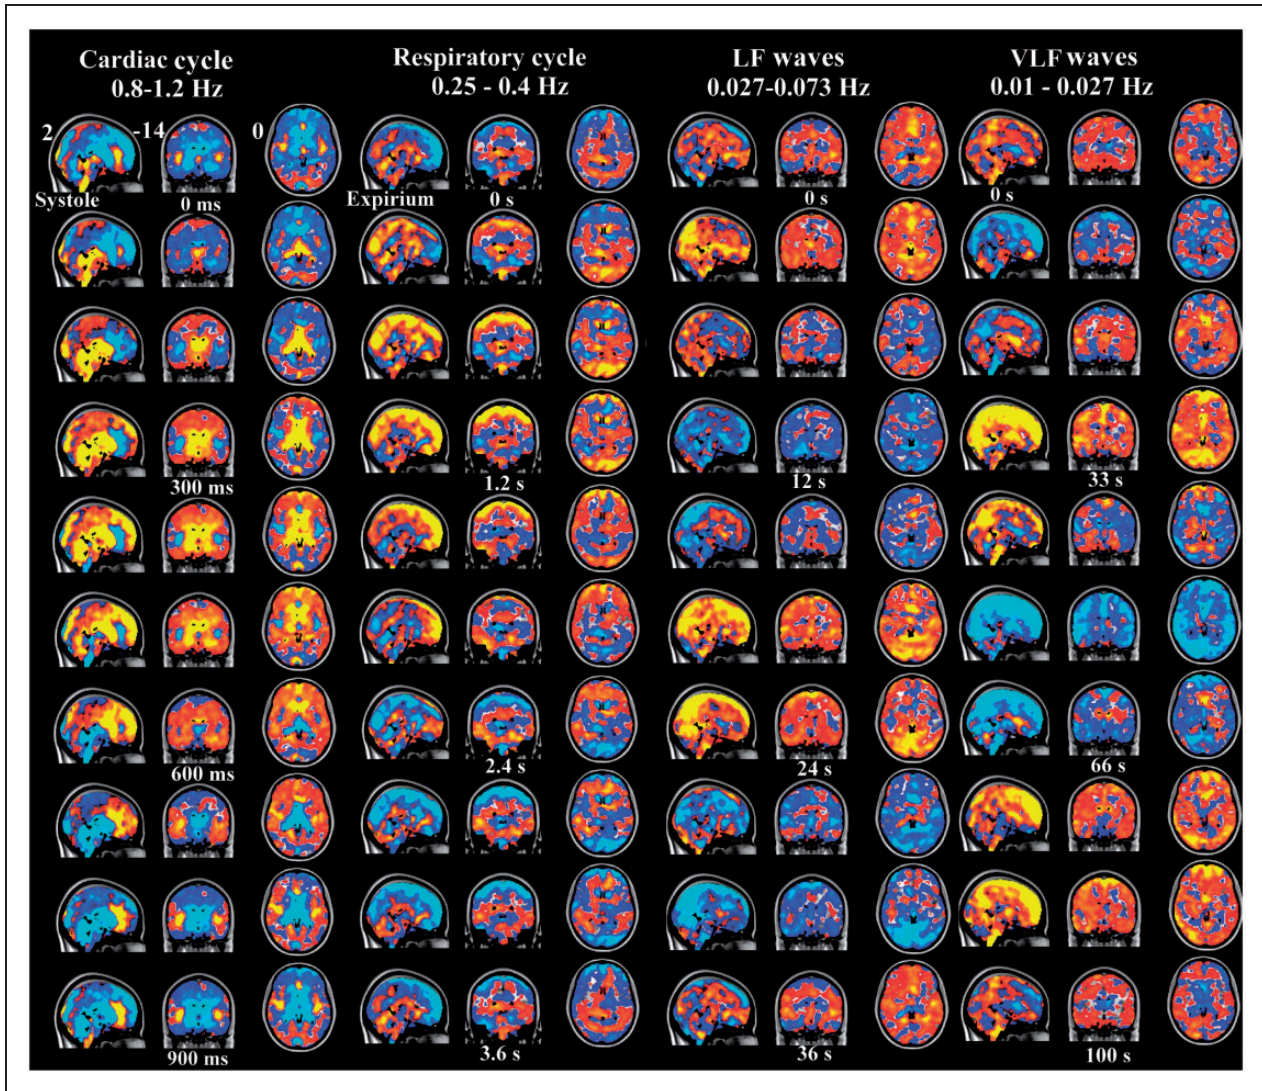 Cardiac cycle
0.8-1.2 Hz
Respiratory cycle
0.25 - 0.4 Hz
LF waves
0.027-0.073 Hz
VLF waves
0.01 - 0.027 Hz
2
-14
0
Systole
0 ms
Expirium
0 s
0 s
0 s
300 ms
1.2 s
12 s
33 s
600 ms
2.4 s
24 s
66 s
900 ms
3.6 s
36 s
100 s